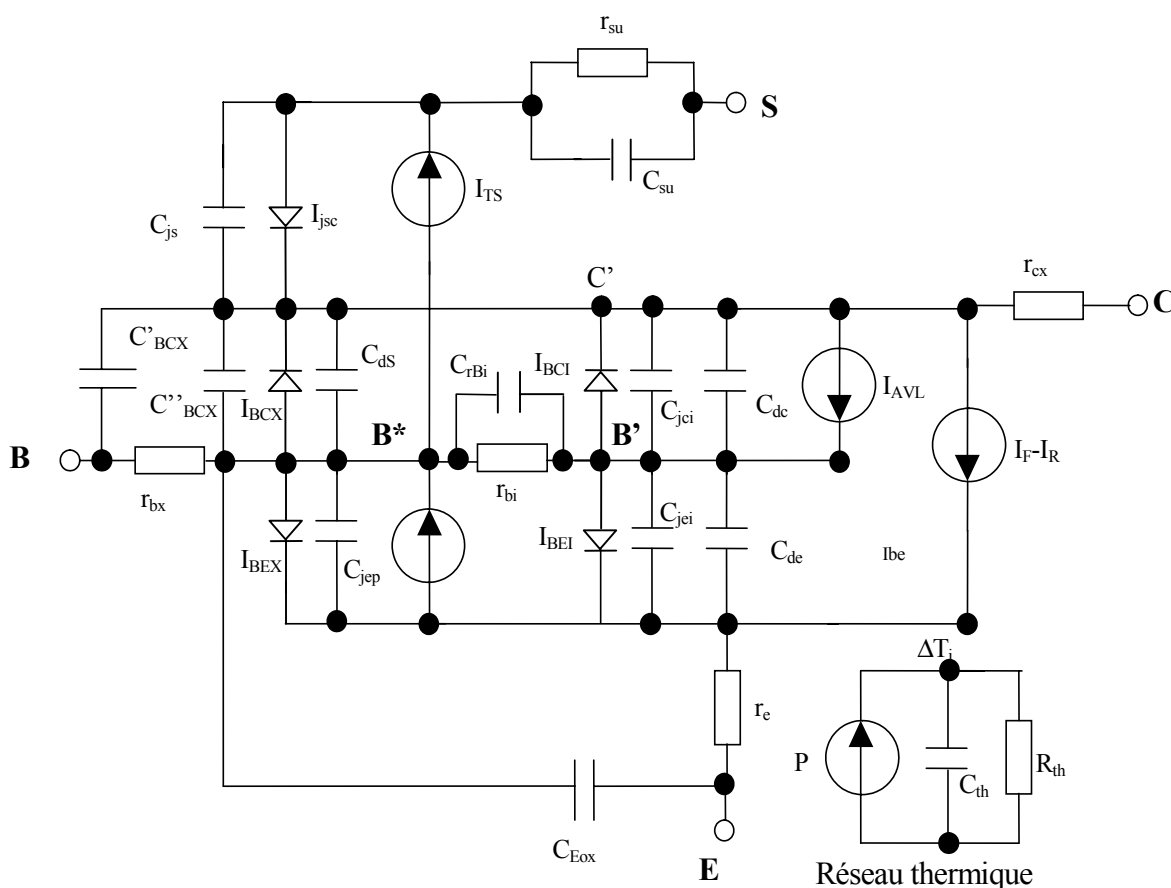 r_su
S
C_su
I_TS
I_jsc
C_js
C’
r_cx
C
C’_BCX
C_dS
C_rBi
I_BCI
I_AVL
C’’_BCX
I_BCX
C_jci
C_dc
B
B*
B’
I_F-I_R
r_bx
r_bi
C_jei
I_BEX
C_jep
I_BEI
C_de
Ibe
ΔT_j
r_e
P
C_th
R_th
C_Eox
E
Réseau thermique